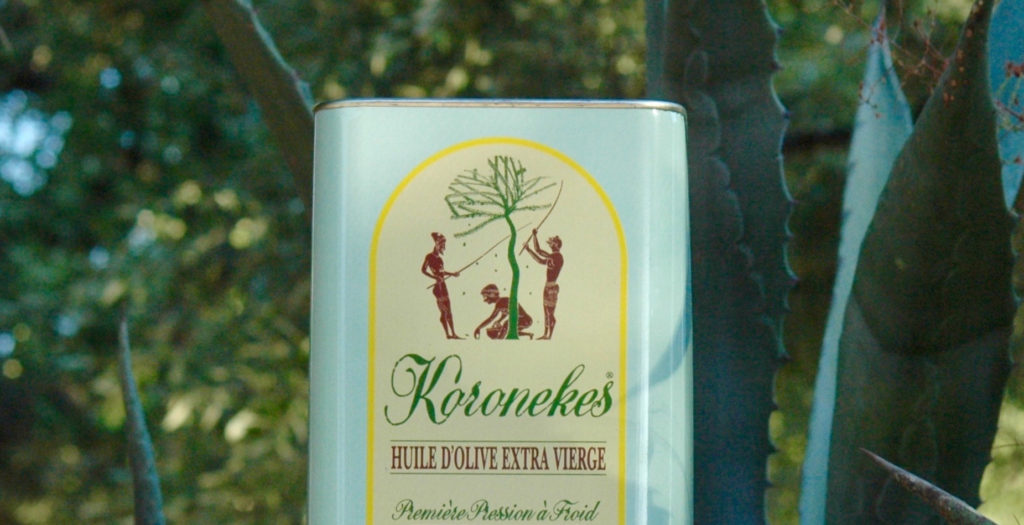 Koronekes®
HUILE D'OLIVE EXTRA VIERGE
Première Pression à Froid